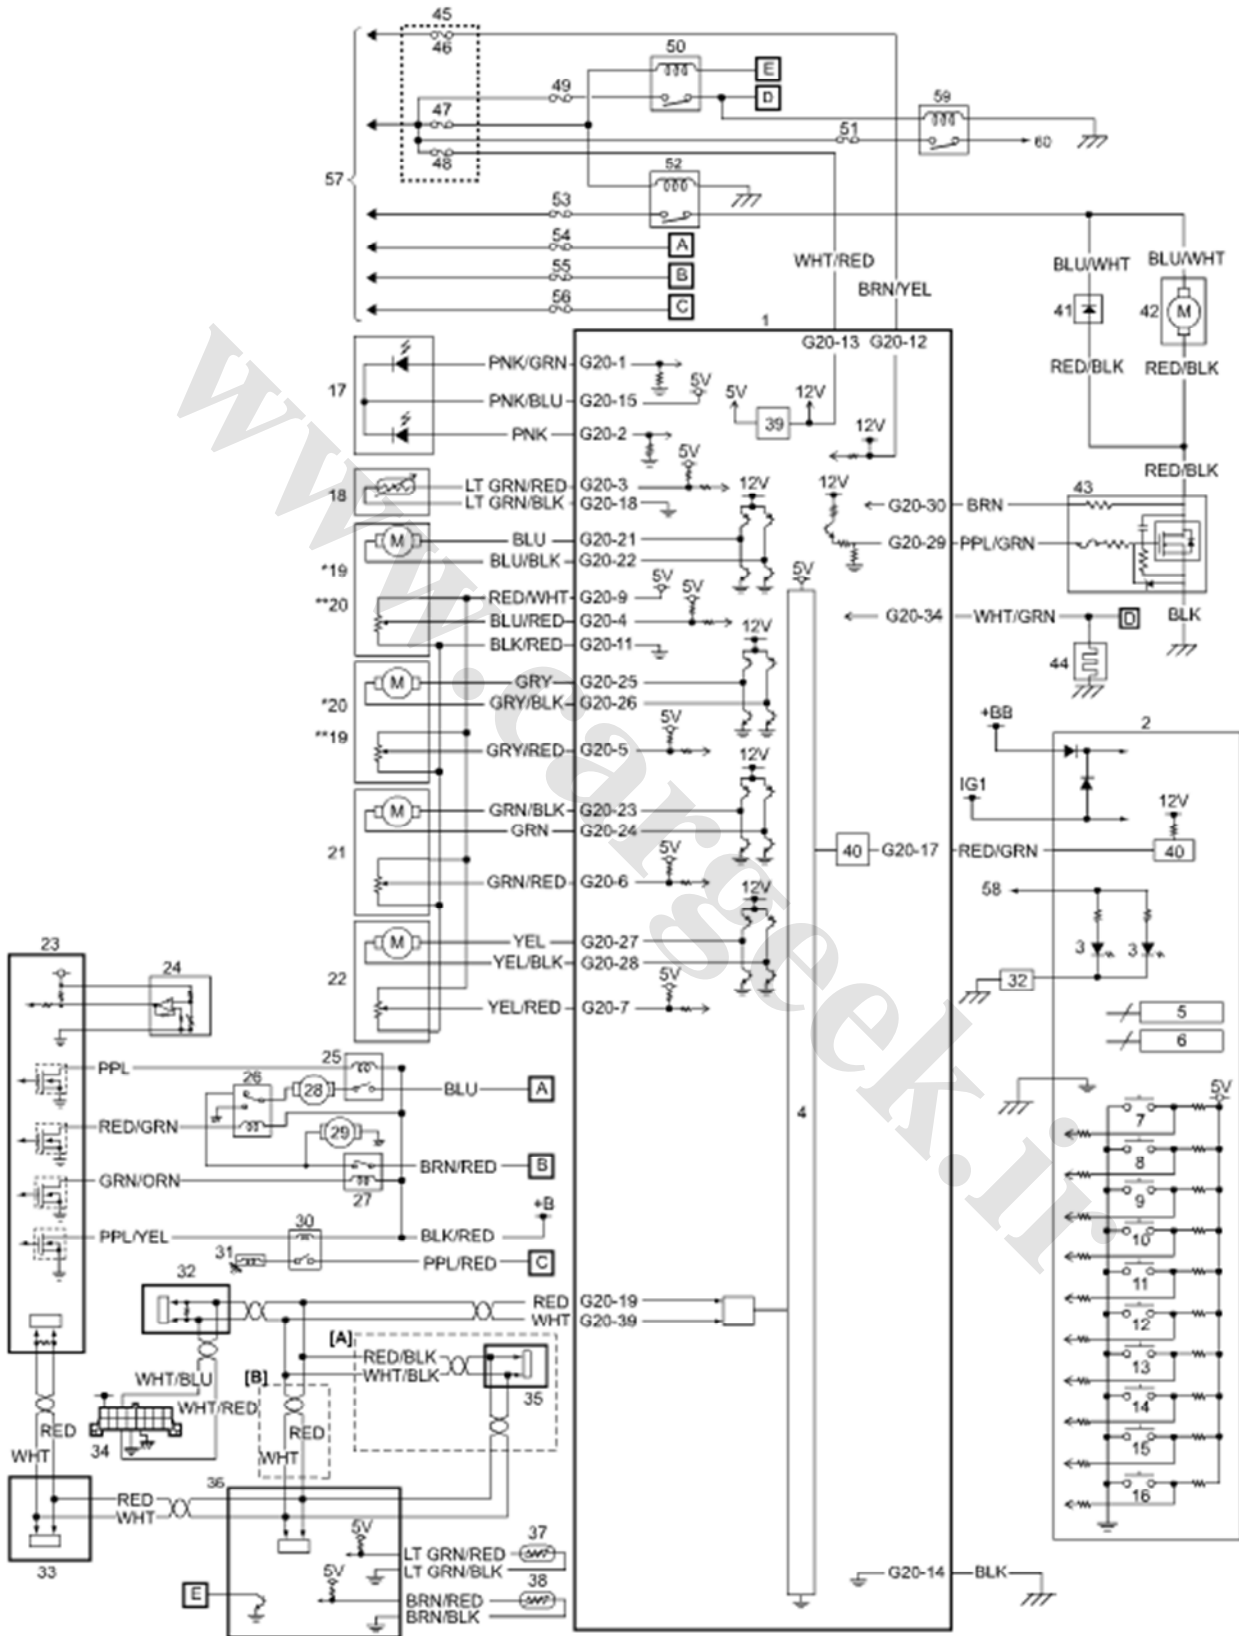 45
46
50
E
49
D
59
47
51
60
48
52
57
53
54
A
WHT/RED
BLU/WHT
BLU/WHT
55
B
BRN/YEL
56
C
41
42
M
1
G20-13
G20-12
RED/BLK
RED/BLK
17
PNK/GRN
G20-1
5V
PNK/BLU
G20-15
5V
12V
39
12V
PNK
G20-2
5V
RED/BLK
18
LT GRN/RED
G20-3
12V
12V
43
LT GRN/BLK
G20-18
G20-30
BRN
M
BLU
G20-21
G20-29
PPL/GRN
*19
BLU/BLK
G20-22
5V
5V
**20
RED/WHT
G20-9
5V
BLU/RED
G20-4
G20-34
WHT/GRN
D
BLK
BLK/RED
G20-11
12V
44
M
GRY
G20-25
*20
GRY/BLK
G20-26
+BB
2
**19
5V
GRY/RED
G20-5
12V
IG1
M
GRN/BLK
G20-23
12V
GRN
G20-24
21
5V
40
G20-17
RED/GRN
40
GRN/RED
G20-6
12V
58
M
YEL
G20-27
3
3
23
24
YEL/BLK
G20-28
22
5V
32
YEL/RED
G20-7
5
6
25
PPL
26
28
BLU
A
5V
4
7
RED/GRN
29
8
BRN/RED
B
GRN/ORN
27
9
+B
30
PPL/YEL
BLK/RED
10
31
PPL/RED
C
11
32
RED
G20-19
WHT
G20-39
12
[A]
RED/BLK
13
WHT/BLU
[B]
WHT/BLK
35
14
WHT/RED
RED
RED
34
15
WHT
WHT
36
16
RED
WHT
5V
37
33
LT GRN/RED
5V
LT GRN/BLK
38
G20-14
BLK
E
BRN/RED
BRN/BLK
www.cargeek.ir